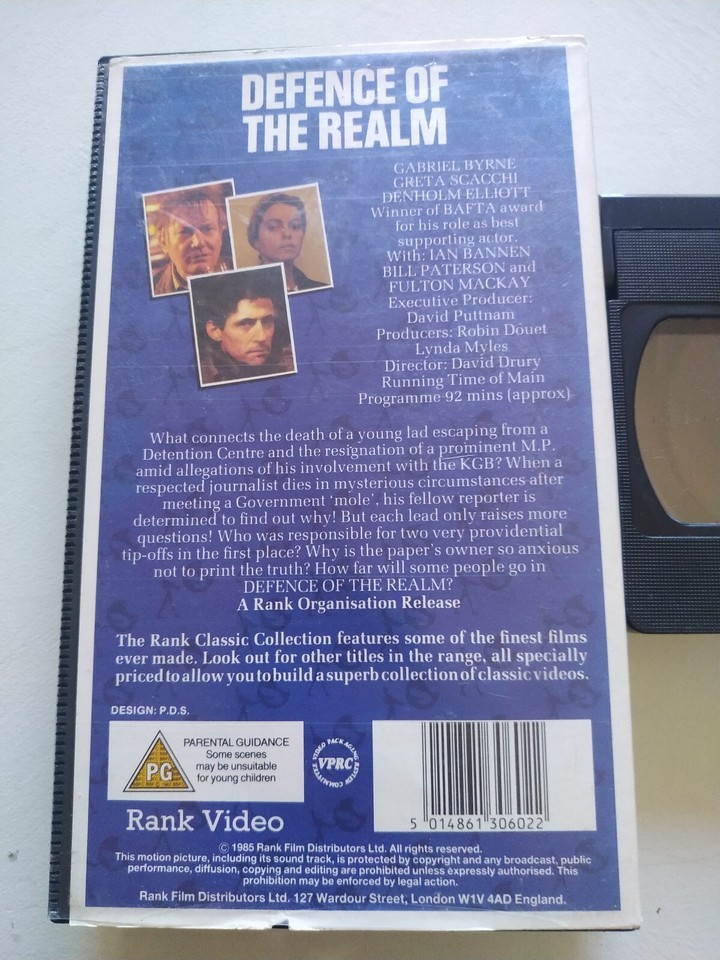 DEFENCE OF
THE REALM
GABRIEL BYRNE
GRETA SCACCHI
DENHOLM ELLIOTT
Winner of BAFTA award
for his role as best
supporting actor.
With: IAN BANNEN
BILL PATERSON and
FULTON MACKAY
Executive Producer:
David Puttnam
Producers: Robin Douet
Lynda Myles
Director: David Drury
Running Time of Main
Programme 92 mins (approx)
What connects the death of a young lad escaping from a
Detention Centre and the resignation of a prominent M.P.
amid allegations of his involvement with the KGB? When a
respected journalist dies in mysterious circumstances after
meeting a Government 'mole', his fellow reporter is
determined to find out why! But each lead only raises more
questions! Who was responsible for two very providential
tip-offs in the first place? Why is the paper's owner so anxious
not to print the truth? How far will some people go in
DEFENCE OF THE REALM?
A Rank Organisation Release
The Rank Classic Collection features some of the finest films
ever made. Look out for other titles in the range, all specially
priced to allow you to build a superb collection of classic videos.
DESIGN: P.D.S.
PG
PARENTAL GUIDANCE
Some scenes
may be unsuitable
for young children
VIDEO PACKAGING REVIEW COMMITTEE
VPRC
5 014861 306022
Rank Video
© 1985 Rank Film Distributors Ltd. All rights reserved.
This motion picture, including its sound track, is protected by copyright and any broadcast, public
performance, diffusion, copying and editing are prohibited unless expressly authorised. This
prohibition may be enforced by legal action.
Rank Film Distributors Ltd. 127 Wardour Street, London W1V 4AD England.